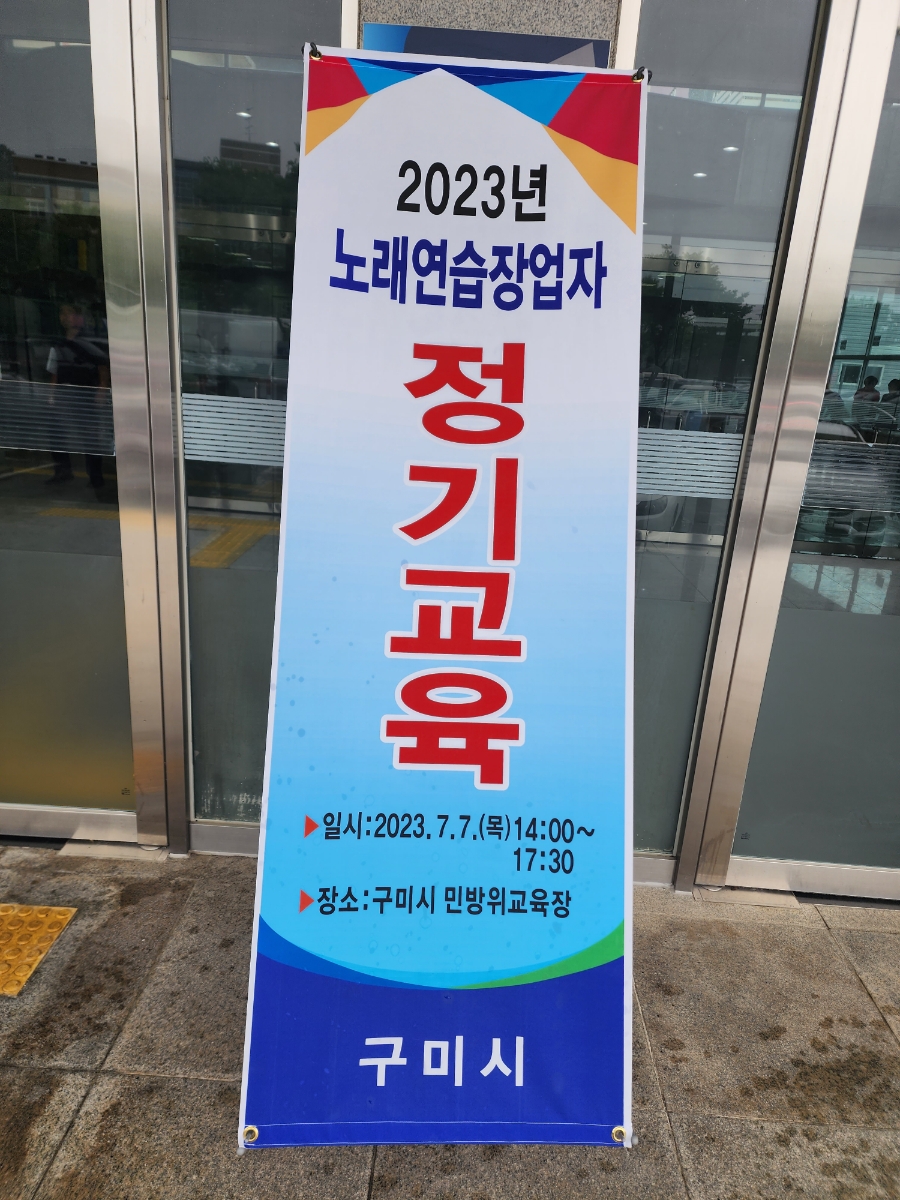 2023년
노래연습장업자
정
기
교
육
▶일시:2023. 7. 7.(목)14:00~
17:30
▶장소:구미시 민방위교육장
구미시